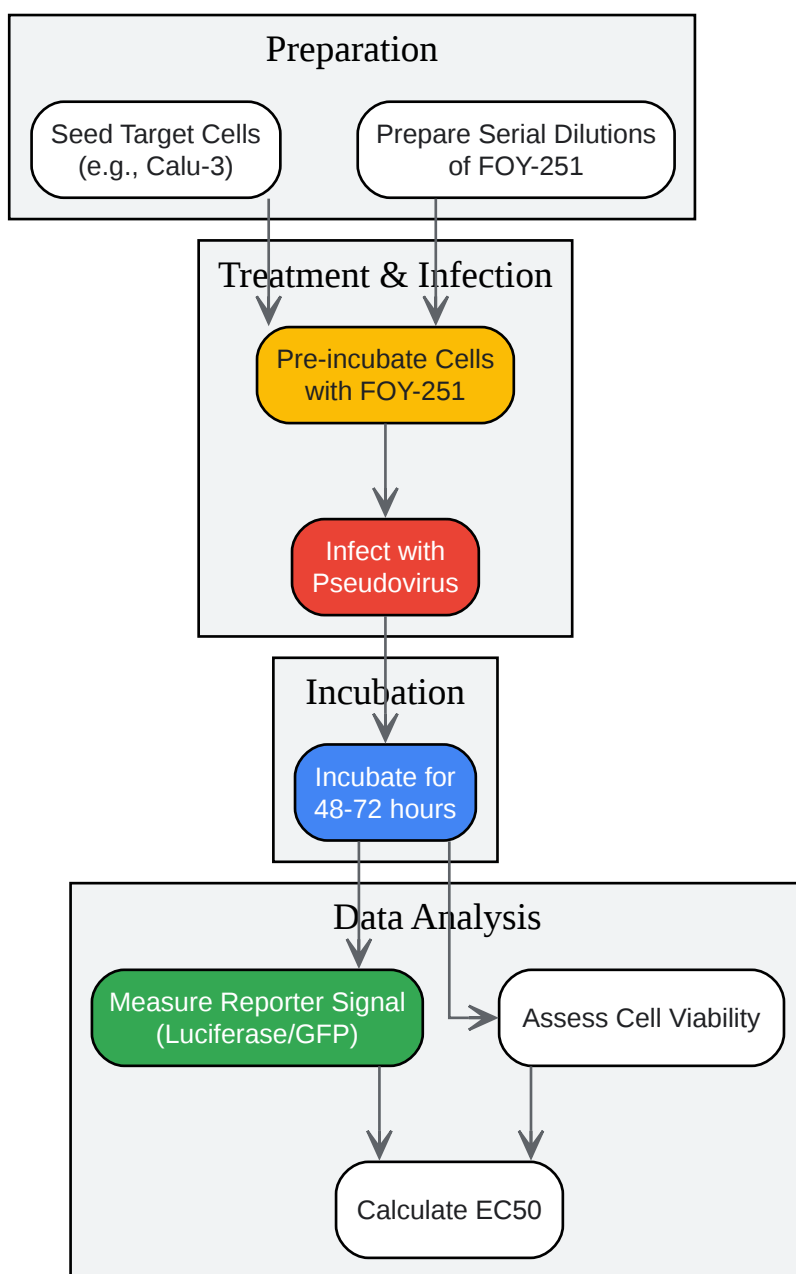 Preparation
Seed Target Cells
(e.g., Calu-3)
Prepare Serial Dilutions
of FOY-251
Treatment & Infection
Pre-incubate Cells
with FOY-251
Infect with
Pseudovirus
Incubation
Incubate for
48-72 hours
Data Analysis
Measure Reporter Signal
(Luciferase/GFP)
Assess Cell Viability
Calculate EC50